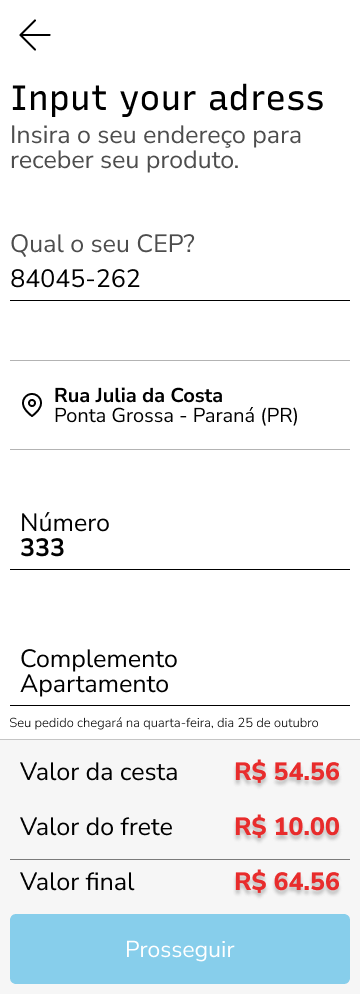 Input your adress
Insira o seu endereço para
receber seu produto.
Qual o seu CEP?
84045-262
Rua Julia da Costa
Ponta Grossa - Paraná (PR)
Número
333
Complemento
Apartamento
Seu pedido chegará na quarta-feira, dia 25 de outubro
Valor da cesta R$ 54.56
Valor do frete R$ 10.00
Valor final R$ 64.56
Prosseguir